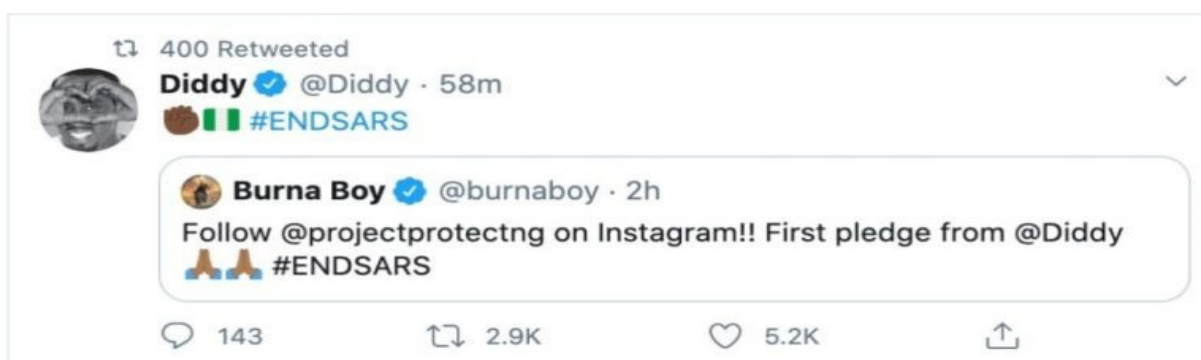 400 Retweeted
Diddy @Diddy · 58m
✊🏿🇳🇬 #ENDSARS
Burna Boy @burnaboy · 2h
Follow @projectprotectng on Instagram!! First pledge from @Diddy
🙏🏾🙏🏾 #ENDSARS
143 2.9K 5.2K